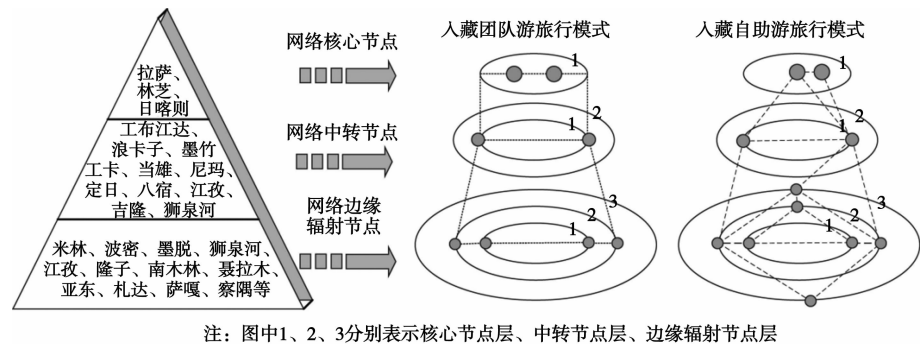 拉萨、
林芝、
日喀则
工布江达、
浪卡子、墨竹
工卡、当雄、尼玛、
定日、八宿、江孜、
吉隆、狮泉河
米林、波密、墨脱、狮泉河、
江孜、隆子、南木林、聂拉木、
亚东、札达、萨嘎、察隅等
网络核心节点
网络中转节点
网络边缘
辐射节点
入藏团队游旅行模式
1
2
1
3
2
1
入藏自助游旅行模式
1
2
1
3
2
1
注：图中1、2、3分别表示核心节点层、中转节点层、边缘辐射节点层